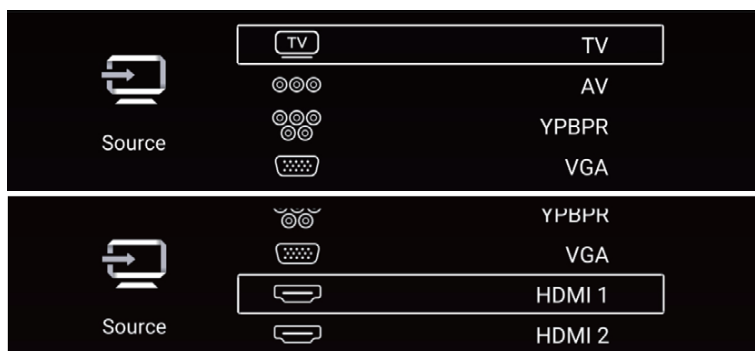 TV
TV
AV
YPBPR
Source
VGA
YPBPR
VGA
HDMI 1
Source
HDMI 2